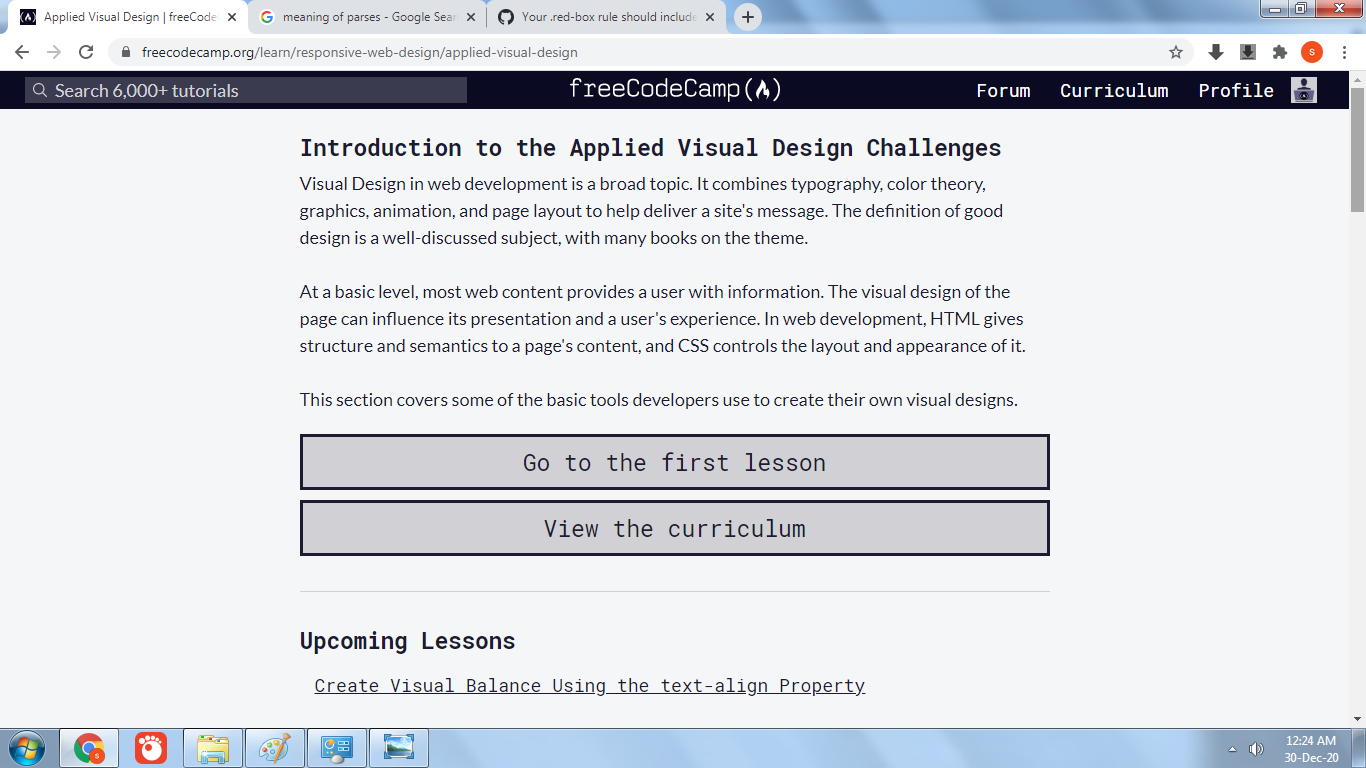 Applied Visual Design | freeCode
meaning of parses - Google Sear
Your .red-box rule should include
freecodecamp.org/learn/responsive-web-design/applied-visual-design
S
Search 6,000+ tutorials
freeCodeCamp
Forum
Curriculum
Profile
Introduction to the Applied Visual Design Challenges
Visual Design in web development is a broad topic. It combines typography, color theory,
graphics, animation, and page layout to help deliver a site's message. The definition of good
design is a well-discussed subject, with many books on the theme.
At a basic level, most web content provides a user with information. The visual design of the
page can influence its presentation and a user's experience. In web development, HTML gives
structure and semantics to a page's content, and CSS controls the layout and appearance of it.
This section covers some of the basic tools developers use to create their own visual designs.
Go to the first lesson
View the curriculum
Upcoming Lessons
Create Visual Balance Using the text-align Property
12:24 AM
30-Dec-20